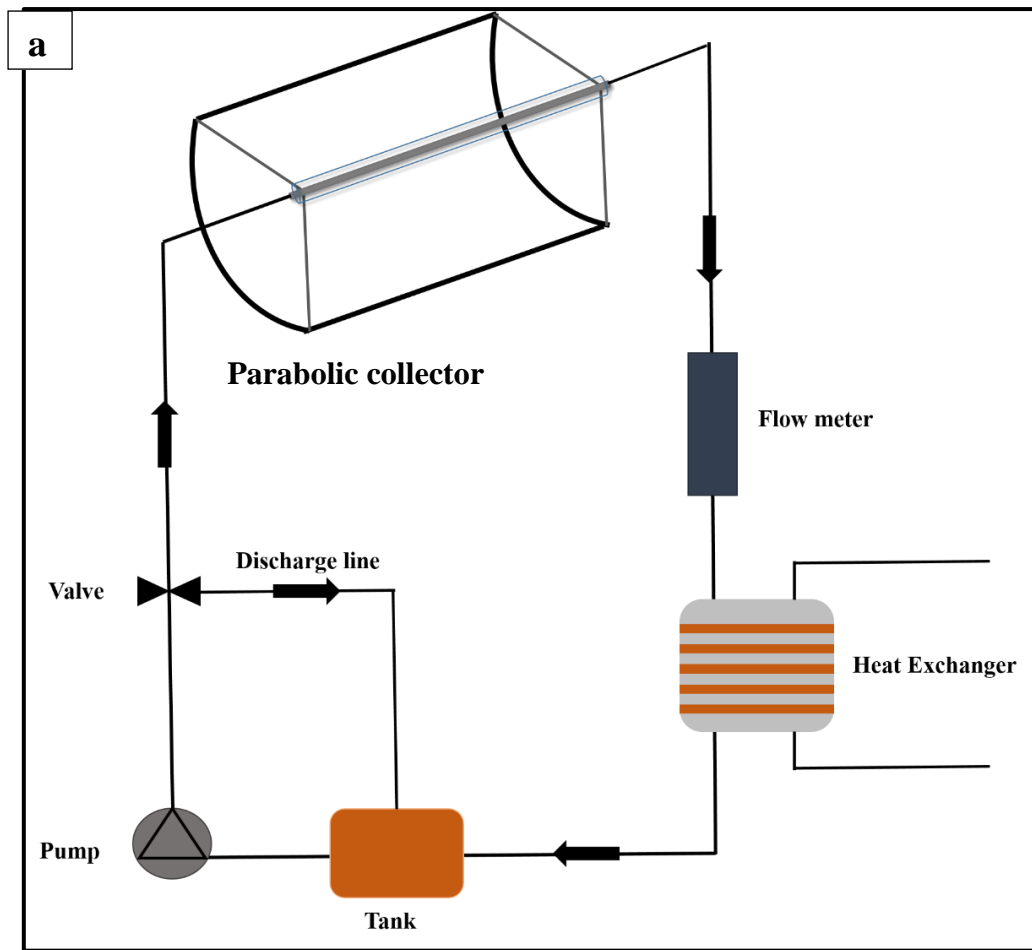 a
Parabolic collector
Flow meter
Discharge line
Valve
Heat Exchanger
Pump
Tank